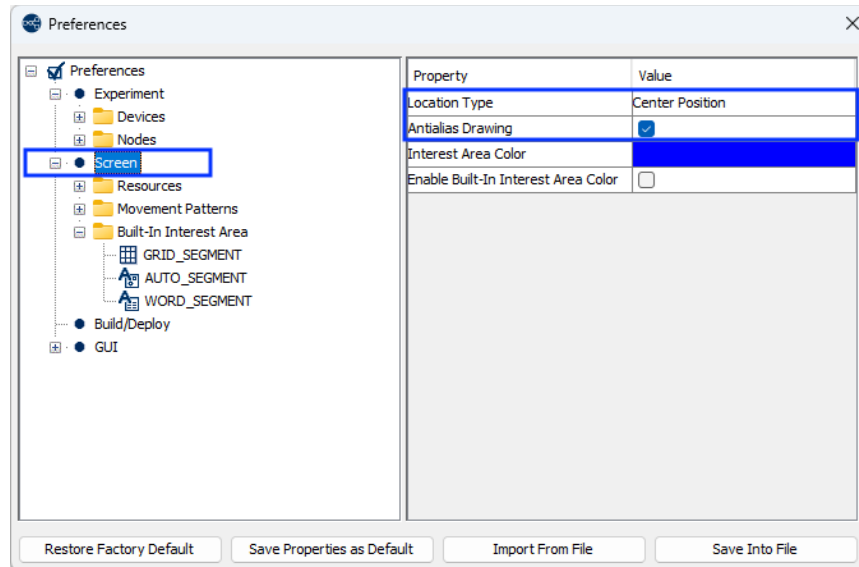 Preferences
Preferences
Experiment
Devices
Nodes
Screen
Resources
Movement Patterns
Built-In Interest Area
GRID_SEGMENT
AUTO_SEGMENT
WORD_SEGMENT
Build/Deploy
GUI
Property Value
Location Type Center Position
Antialias Drawing
Interest Area Color
Enable Built-In Interest Area Color
Restore Factory Default Save Properties as Default Import From File Save Into File